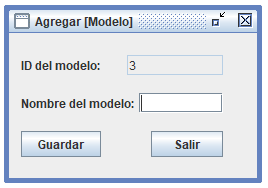 Agregar [Modelo]
ID del modelo: 3
Nombre del modelo:
Guardar Salir